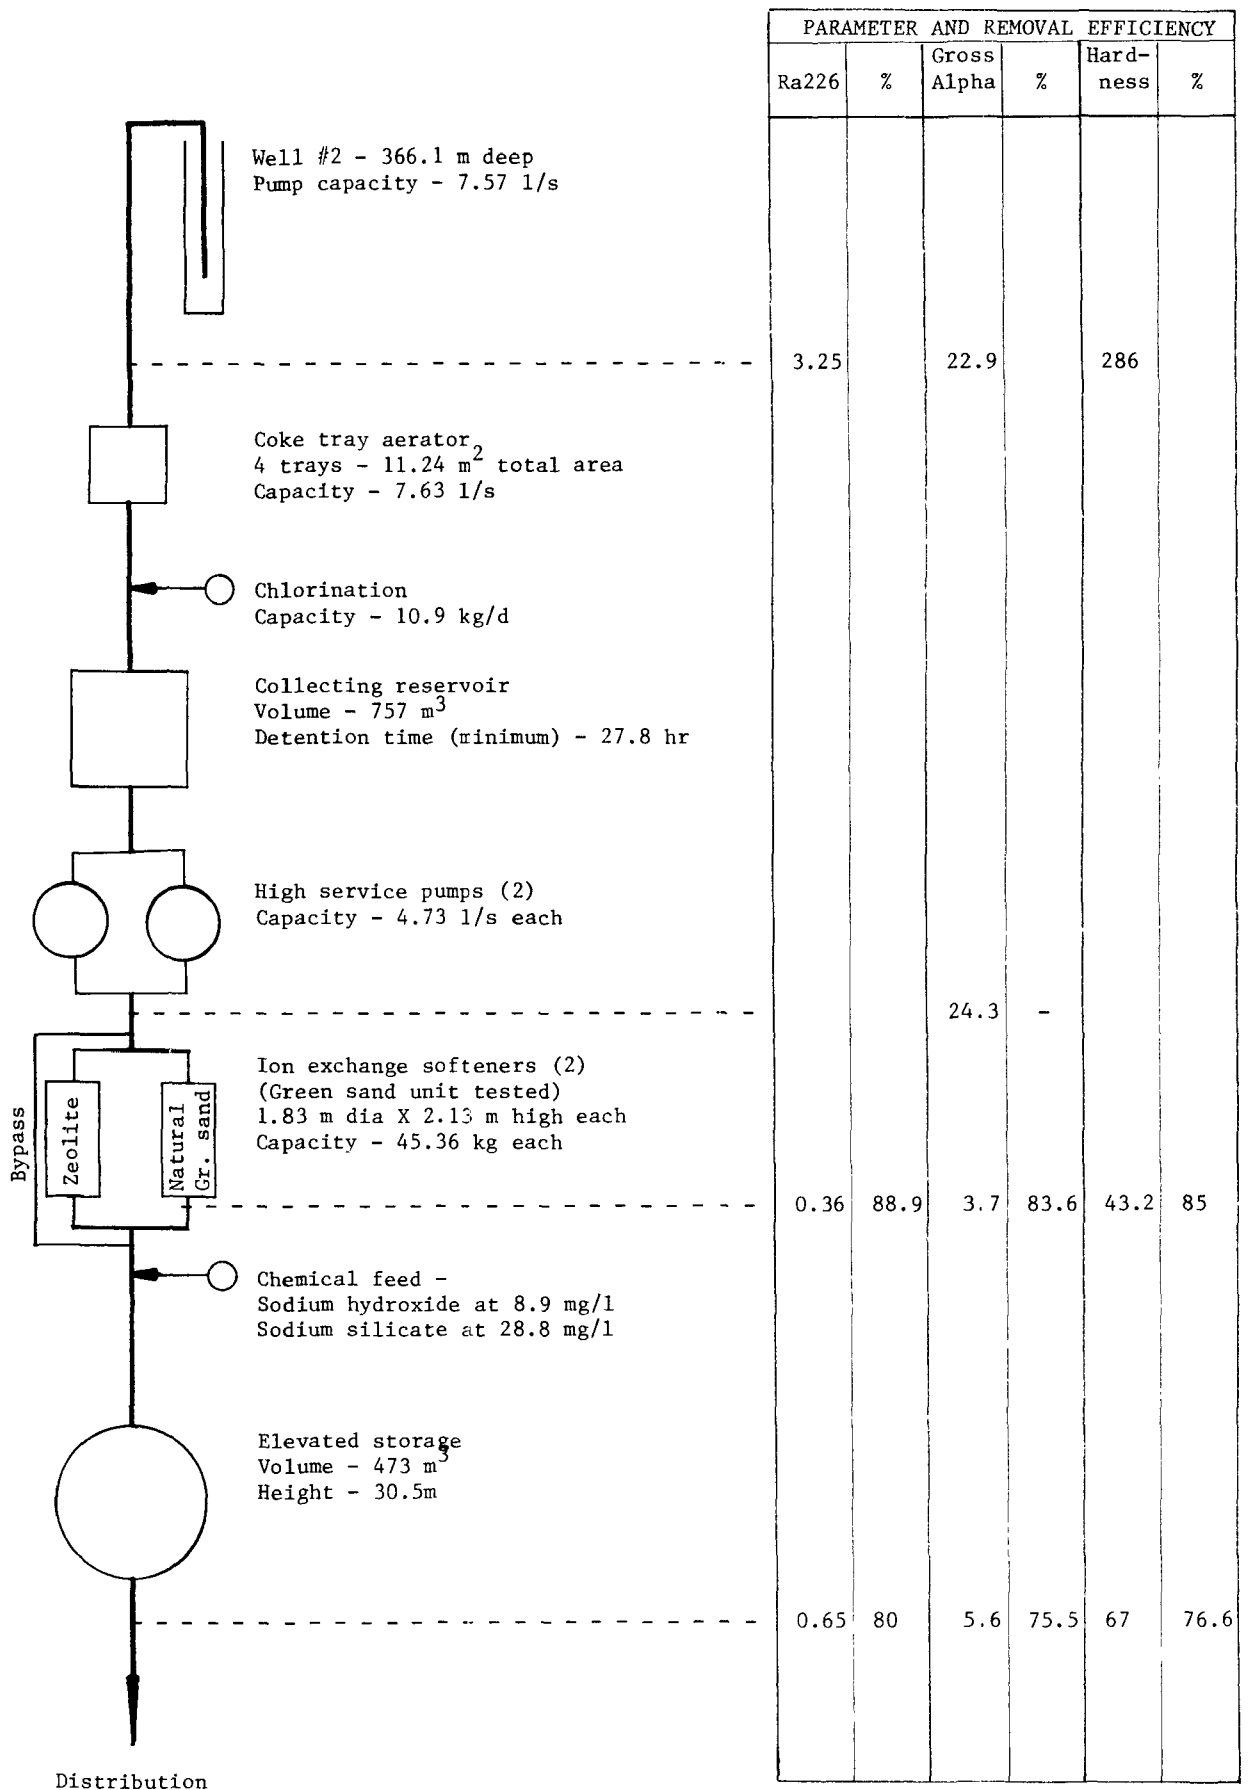 PARAMETER AND REMOVAL EFFICIENCY
Ra226 % Gross Alpha % Hard-ness %
Well #2 - 366.1 m deep
Pump capacity - 7.57 l/s
3.25 22.9 286
Coke tray aerator
4 trays - 11.24 m2 total area
Capacity - 7.63 l/s
Chlorination
Capacity - 10.9 kg/d
Collecting reservoir
Volume - 757 m3
Detention time (minimum) - 27.8 hr
High service pumps (2)
Capacity - 4.73 l/s each
24.3 -
Ion exchange softeners (2)
(Green sand unit tested)
1.83 m dia X 2.13 m high each
Capacity - 45.36 kg each
Bypass
Zeolite
Natural
Gr. sand
0.36 88.9 3.7 83.6 43.2 85
Chemical feed -
Sodium hydroxide at 8.9 mg/l
Sodium silicate at 28.8 mg/l
Elevated storage
Volume - 473 m3
Height - 30.5m
0.65 80 5.6 75.5 67 76.6
Distribution